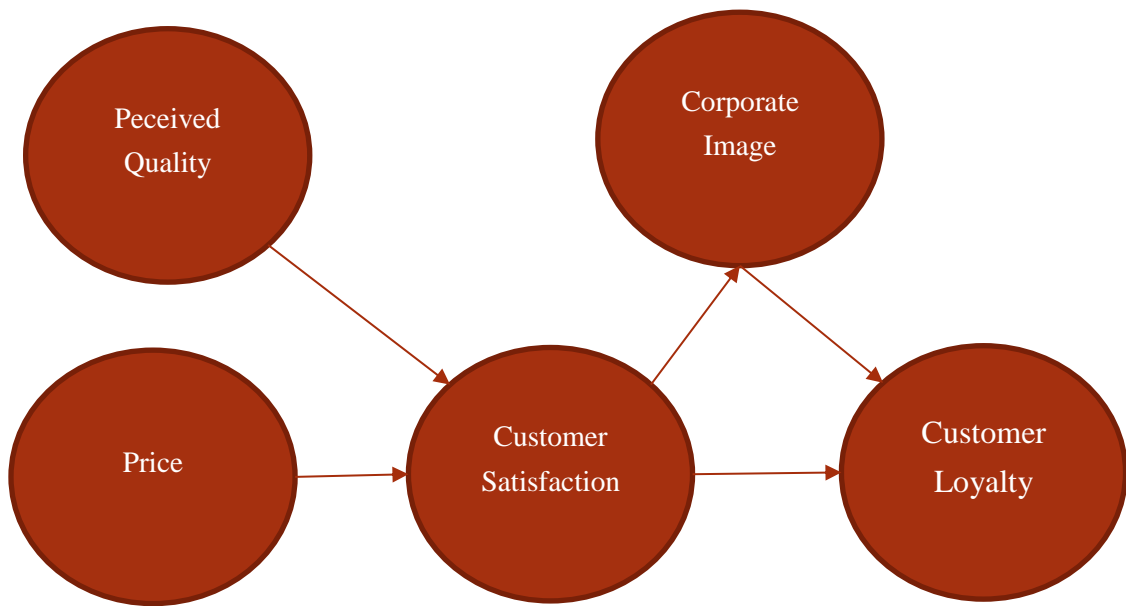 Peceived
Quality
Corporate
Image
Price
Customer
Satisfaction
Customer
Loyalty